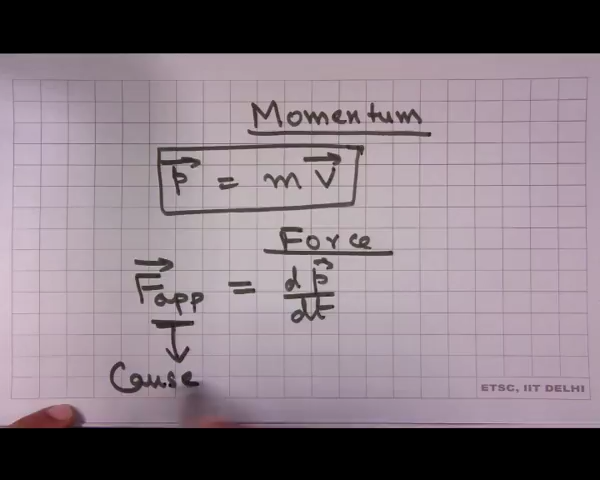 Momentum
p⃗ = m v⃗
Force
F⃗app = dp⃗/dt
Cause
ETSC, IIT DELHI